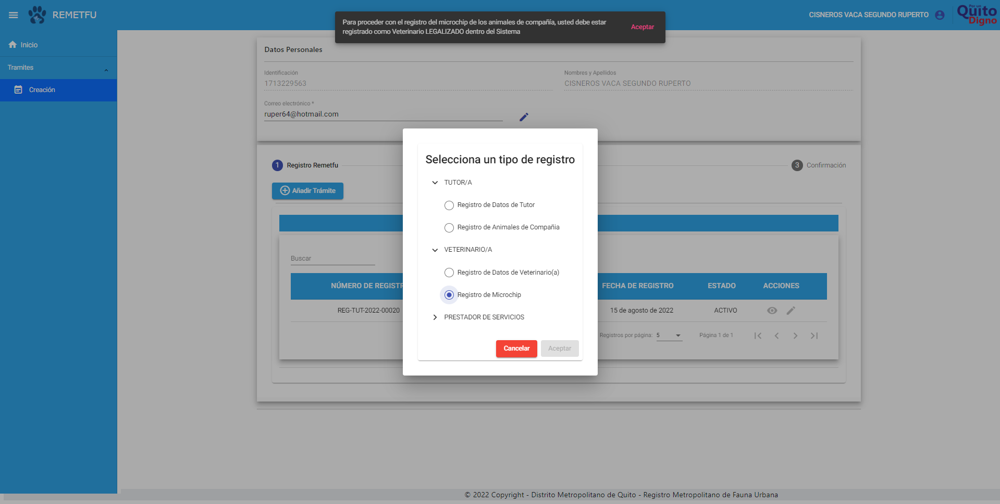 REMETFU
Para proceder con el registro del microchip de los animales de compañía, usted debe estar
registrado como Veterinario LEGALIZADO dentro del Sistema
Aceptar
CISNEROS VACA SEGUNDO RUPERTO
Por un
Quito
Digno
Inicio
Tramites
Creación
Datos Personales
Identificación
1713229563
Nombres y Apellidos
CISNEROS VACA SEGUNDO RUPERTO
Correo electrónico *
ruper64@hotmail.com
1 Registro Remetfu
3 Confirmación
Añadir Trámite
Selecciona un tipo de registro
TUTOR/A
Registro de Datos de Tutor
Registro de Animales de Compañia
VETERINARIO/A
Registro de Datos de Veterinario(a)
Registro de Microchip
PRESTADOR DE SERVICIOS
Cancelar
Aceptar
Buscar
NÚMERO DE REGISTR
FECHA DE REGISTRO
ESTADO
ACCIONES
REG-TUT-2022-00020
15 de agosto de 2022
ACTIVO
Registros por página: 5
Página 1 de 1
© 2022 Copyright - Distrito Metropolitano de Quito - Registro Metropolitano de Fauna Urbana